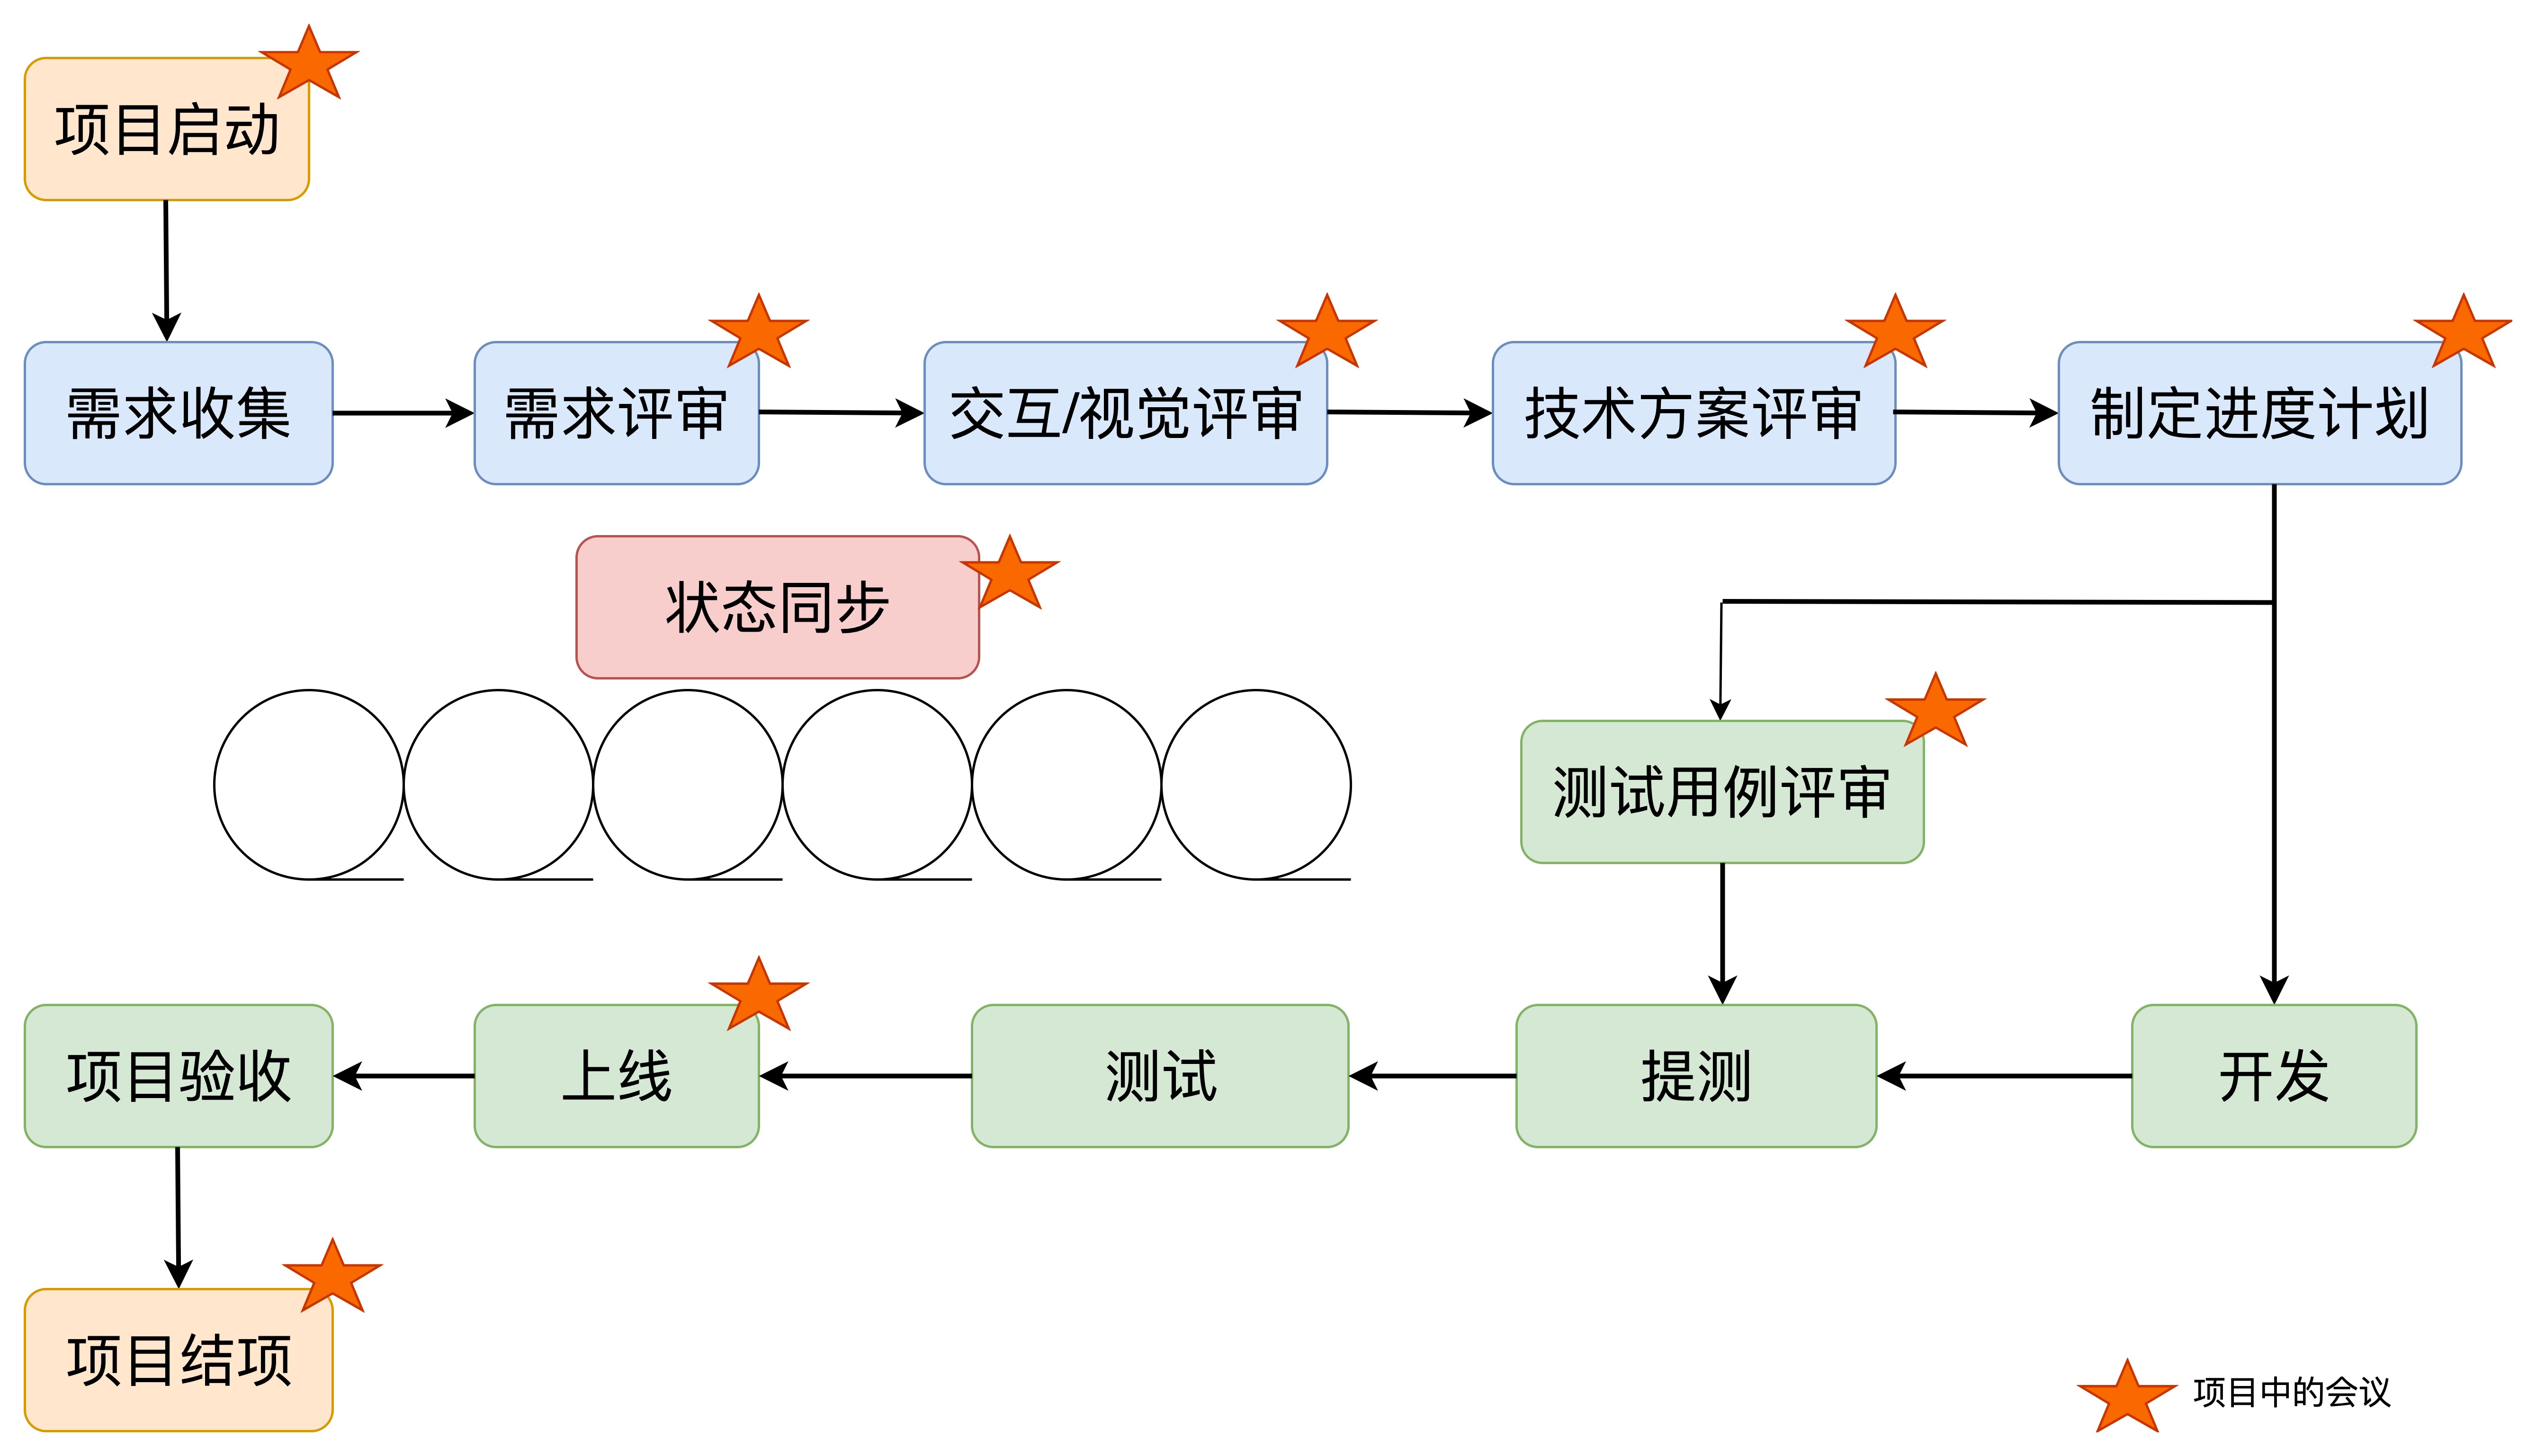 项目启动
需求收集
需求评审
交互/视觉评审
技术方案评审
制定进度计划
状态同步
测试用例评审
项目验收
上线
测试
提测
开发
项目结项
项目中的会议